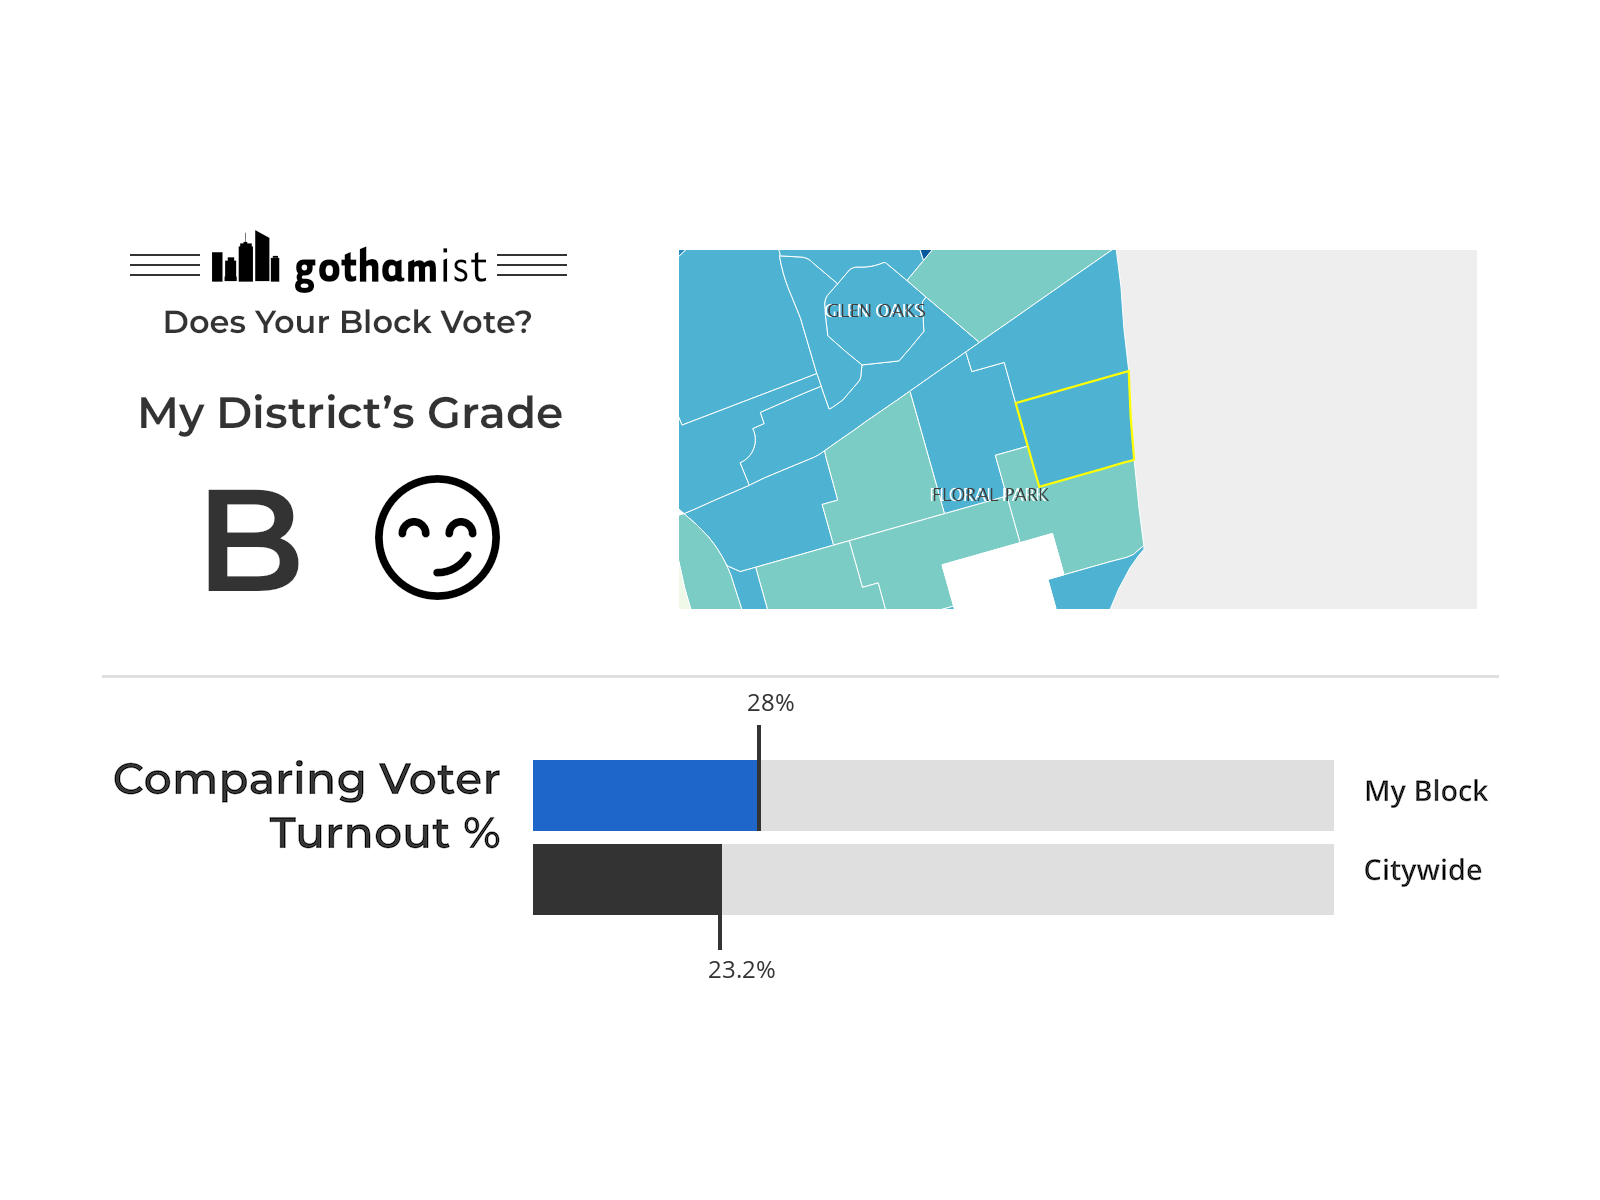 gothamist
Does Your Block Vote?
My District’s Grade
B
GLEN OAKS
FLORAL PARK
28%
Comparing Voter
Turnout %
My Block
Citywide
23.2%